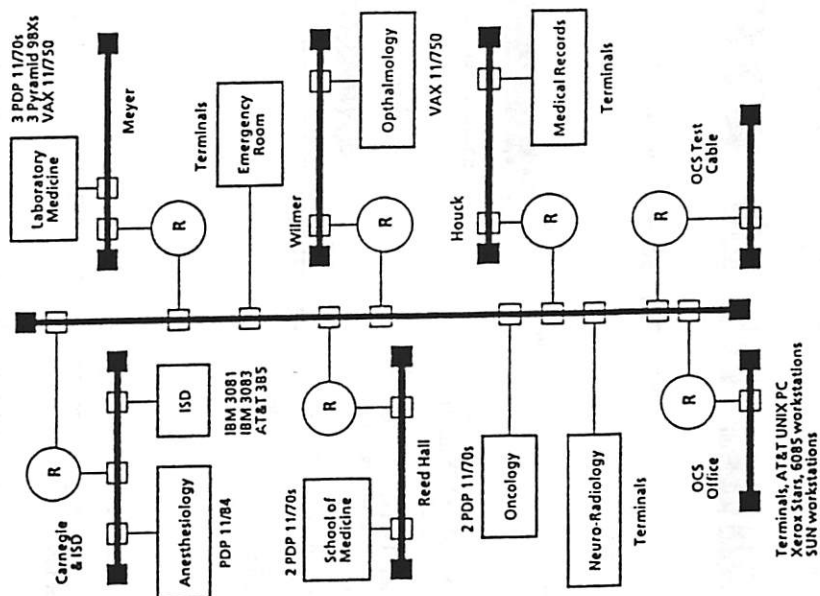 3 PDP 11/70s
3 Pyramid 98Xs
VAX 11/750
Laboratory
Medicine
Meyer
R
Terminals
Emergency
Room
Wilmer
R
Opthalmology
VAX 11/750
Houck
R
Medical Records
Terminals
R
OCS Test
Cable
R
Carnegie
& ISD
ISD
IBM 3081
IBM 3083
AT&T 3B5
Anesthesiology
PDP 11/84
R
2 PDP 11/70s
School of
Medicine
Reed Hall
2 PDP 11/70s
Oncology
Neuro-Radiology
Terminals
R
OCS
Office
Terminals, AT&T UNIX PC
Xerox Stars, 6085 workstations
SUN workstations